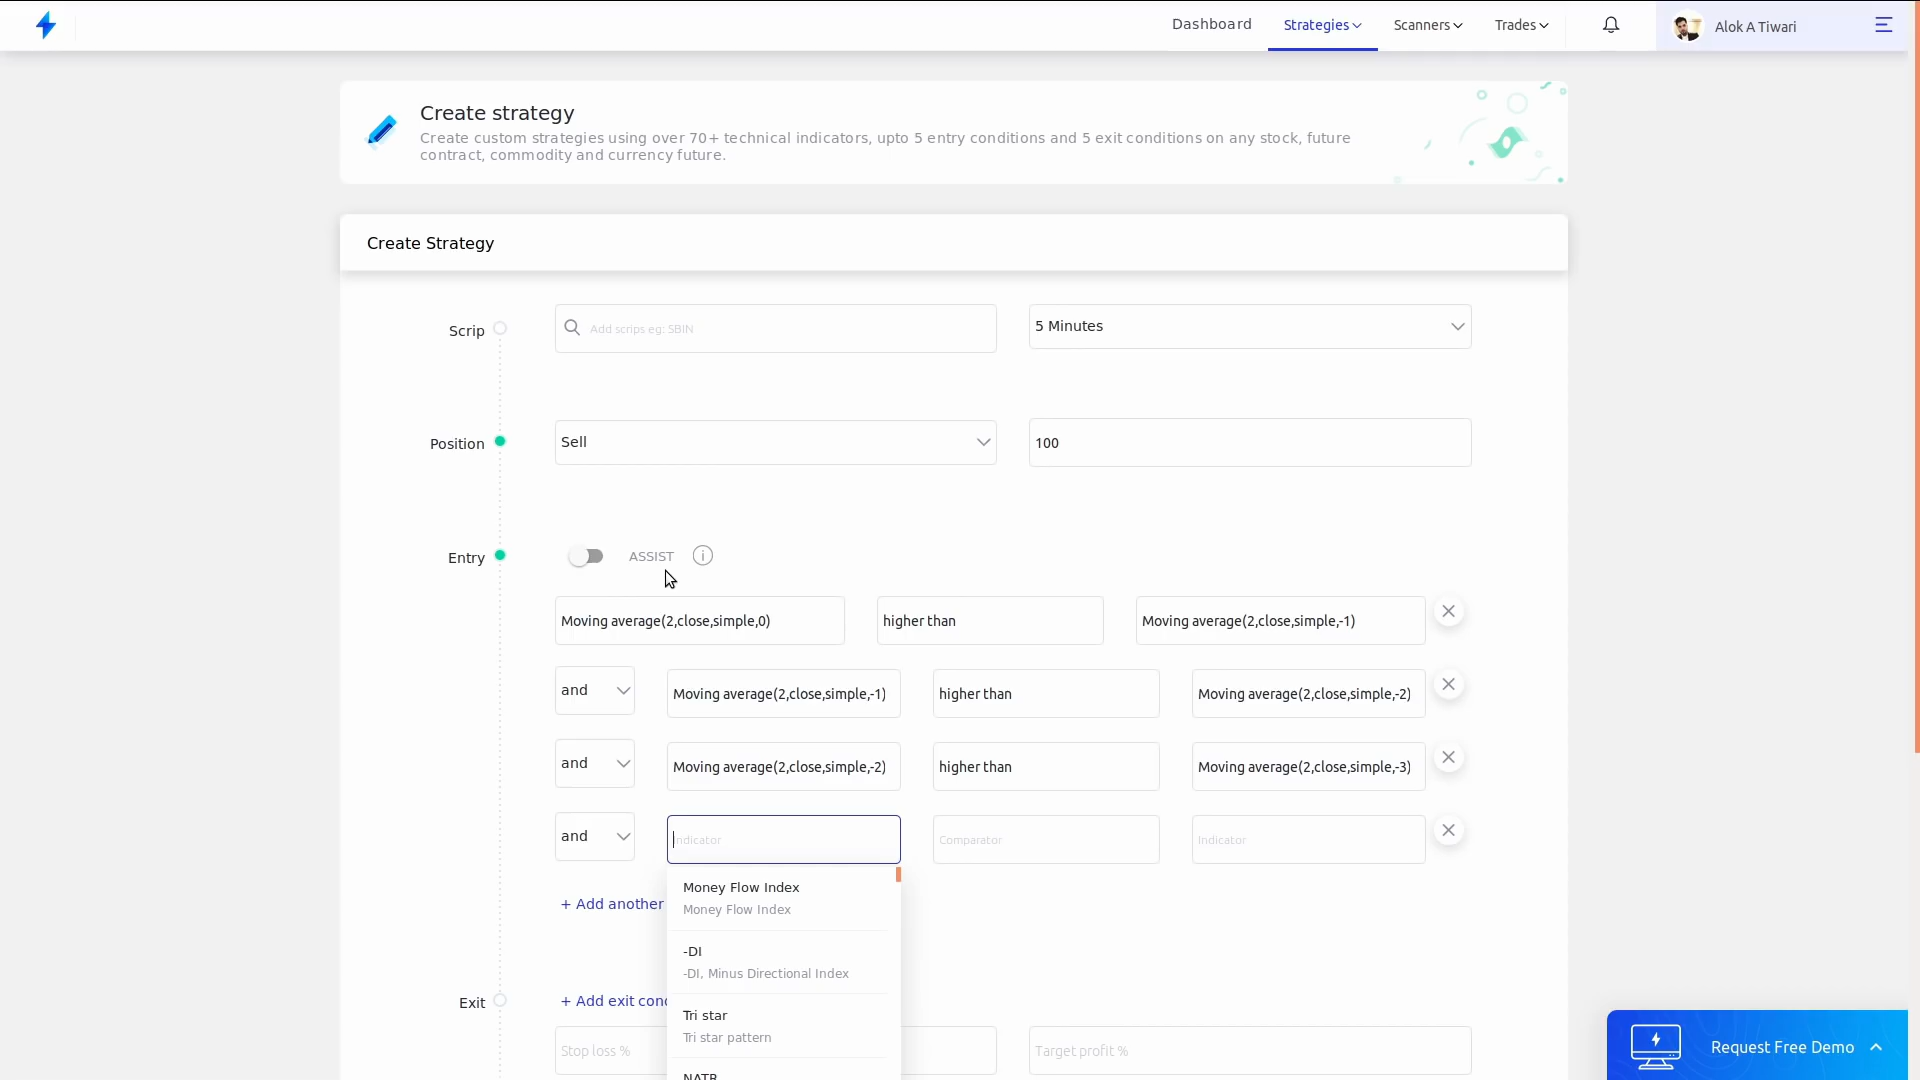 Dashboard
Strategies
Scanners
Trades
Alok A Tiwari
Create strategy
Create custom strategies using over 70+ technical indicators, upto 5 entry conditions and 5 exit conditions on any stock, future
contract, commodity and currency future.
Create Strategy
Scrip
Add scrips eg: SBIN
5 Minutes
Position
Sell
100
Entry
ASSIST
Moving average(2,close,simple,0)
higher than
Moving average(2,close,simple,-1)
and
Moving average(2,close,simple,-1)
higher than
Moving average(2,close,simple,-2)
and
Moving average(2,close,simple,-2)
higher than
Moving average(2,close,simple,-3)
and
Indicator
Comparator
Indicator
+ Add another
Money Flow Index
Money Flow Index
-DI
-DI, Minus Directional Index
Tri star
Tri star pattern
NATR
Exit
+ Add exit con
Stop loss %
Target profit %
Request Free Demo